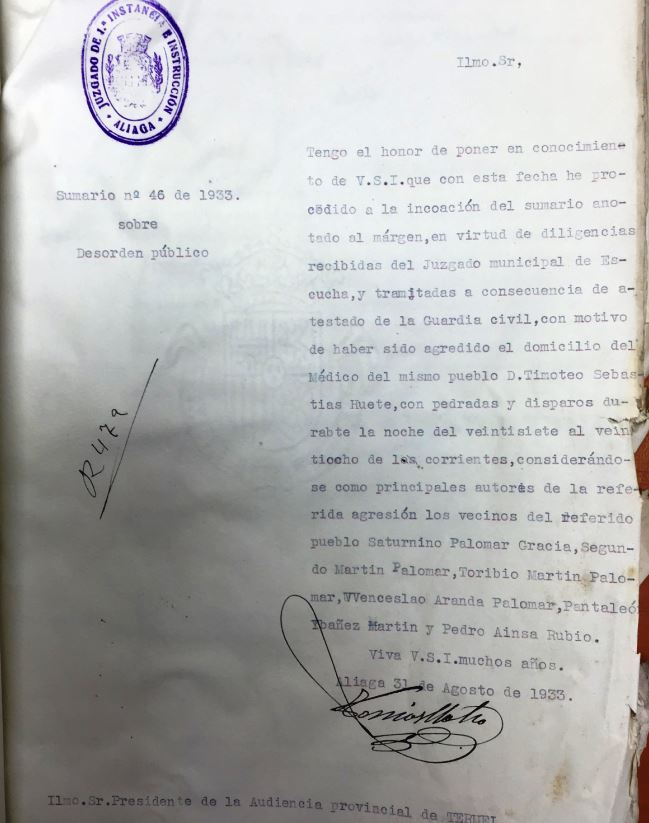 JUZGADO DE 1.ª INSTANCIA E INSTRUCCIÓN
* ALIAGA *
Ilmo.Sr,
Sumario nº 46 de 1933.
sobre
Desorden público
Tengo el honor de poner en conocimien-
to de V.S.I.que con esta fecha he pro-
cedido a la incoación del sumario ano-
tado al márgen,en virtud de diligencias
recibidas del Juzgado municipal de Es-
cucha,y tramitadas a consecuencia de a-
testado de la Guardia civil,con motivo
de haber sido agredido el domicilio del
Médico del mismo pueblo D.Timoteo Sebas-
tias Huete,con pedradas y disparos du-
rabte la noche del veintisiete al vein
tiocho de las corrientes,considerándo-
se como principales autores de la refe-
rida agresión los vecinos del referido
pueblo Saturnino Palomar Gracia,Segun-
do Martin Palomar,Toribio Martin Palo-
mar,VVenceslao Aranda Palomar,Pantaleó
Ybañez Martin y Pedro Ainsa Rubio.
Viva V.S.I.muchos años.
Aliaga 31 de Agosto de 1933.
Ilmo.Sr.Presidente de la Audiencia provincial de TERUEL